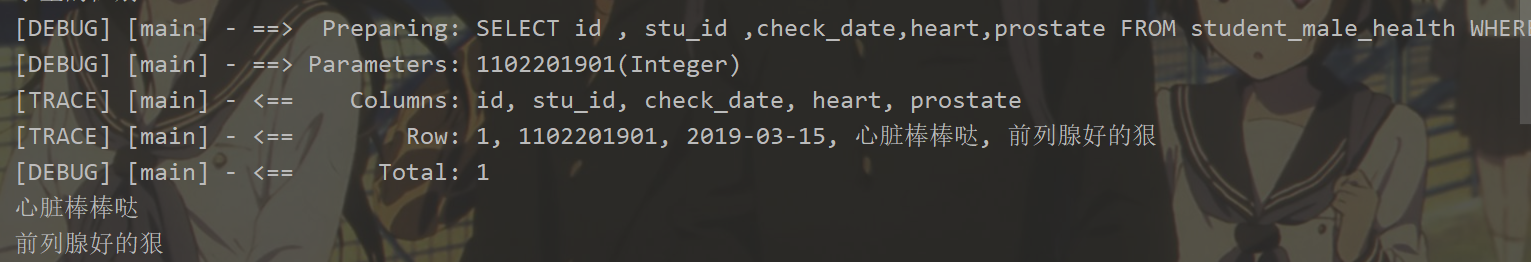 [DEBUG] [main] - ==>  Preparing: SELECT id , stu_id ,check_date,heart,prostate FROM student_male_health WHERE
[DEBUG] [main] - ==> Parameters: 1102201901(Integer)
[TRACE] [main] - <==    Columns: id, stu_id, check_date, heart, prostate
[TRACE] [main] - <==        Row: 1, 1102201901, 2019-03-15, 心脏棒棒哒, 前列腺好的狠
[DEBUG] [main] - <==      Total: 1
心脏棒棒哒
前列腺好的狠